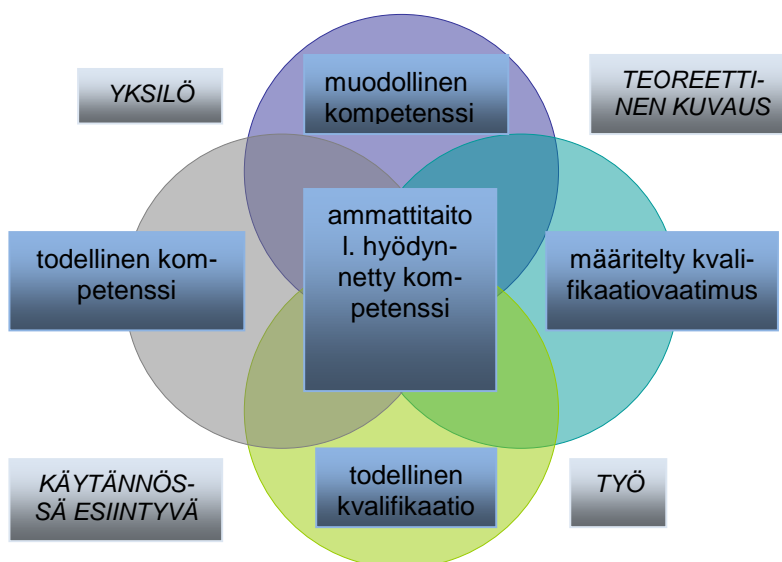 YKSILÖ
muodollinen
kompetenssi
TEOREETTI-
NEN KUVAUS
ammattitaito
l. hyödyn-
netty kom-
petenssi
todellinen kom-
petenssi
määritelty kvali-
fikaatiovaatimus
KÄYTÄNNÖS-
SÄ ESIINTYVÄ
todellinen
kvalifikaatio
TYÖ